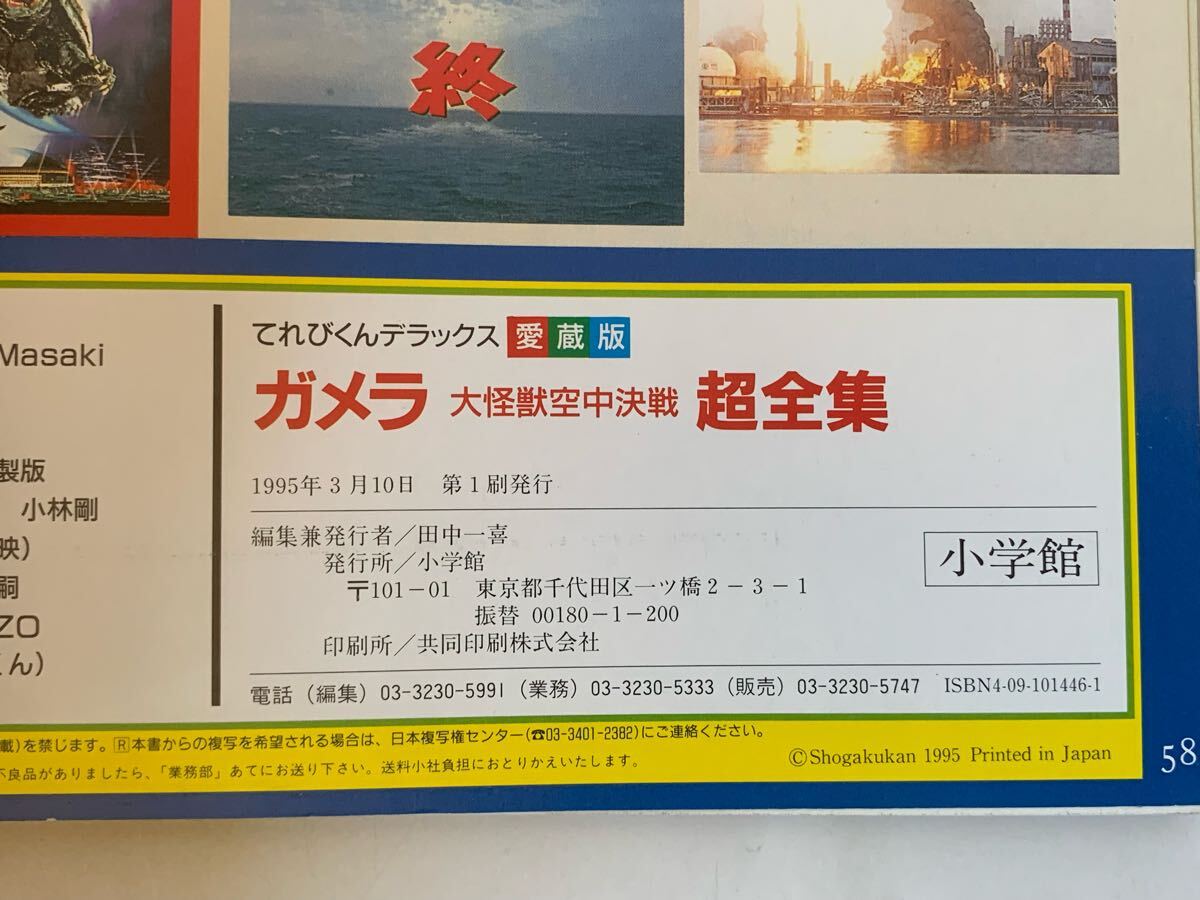 終
Masaki
製版
小林剛
映)
嗣
ZO
くん)
てれびくんデラックス 愛蔵版
ガメラ 大怪獣空中決戦 超全集
1995年3月10日 第1刷発行
編集兼発行者/田中一喜
発行所/小学館
〒101-01 東京都千代田区一ツ橋2-3-1
振替 00180-1-200
印刷所/共同印刷株式会社
小学館
電話(編集)03-3230-5991(業務)03-3230-5333(販売)03-3230-5747 ISBN4-09-101446-1
載)を禁じます。Ⓡ本書からの複写を希望される場合は、日本複写権センター(☎03-3401-2382)にご連絡ください。
不良品がありましたら、「業務部」あてにお送り下さい。送料小社負担におとりかえいたします。
©Shogakukan 1995 Printed in Japan
58